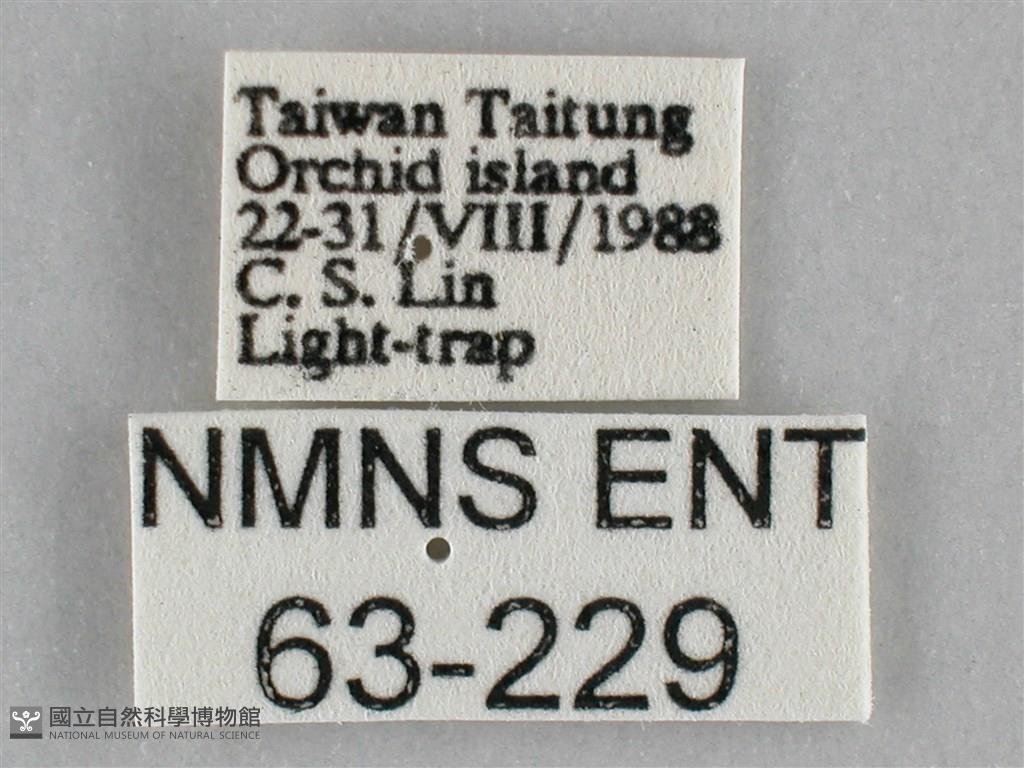 Taiwan Taitung
Orchid island
22-31/VIII/1988
C. S. Lin
Light-trap
NMNS ENT
63-229
國立自然科學博物館
NATIONAL MUSEUM OF NATURAL SCIENCE